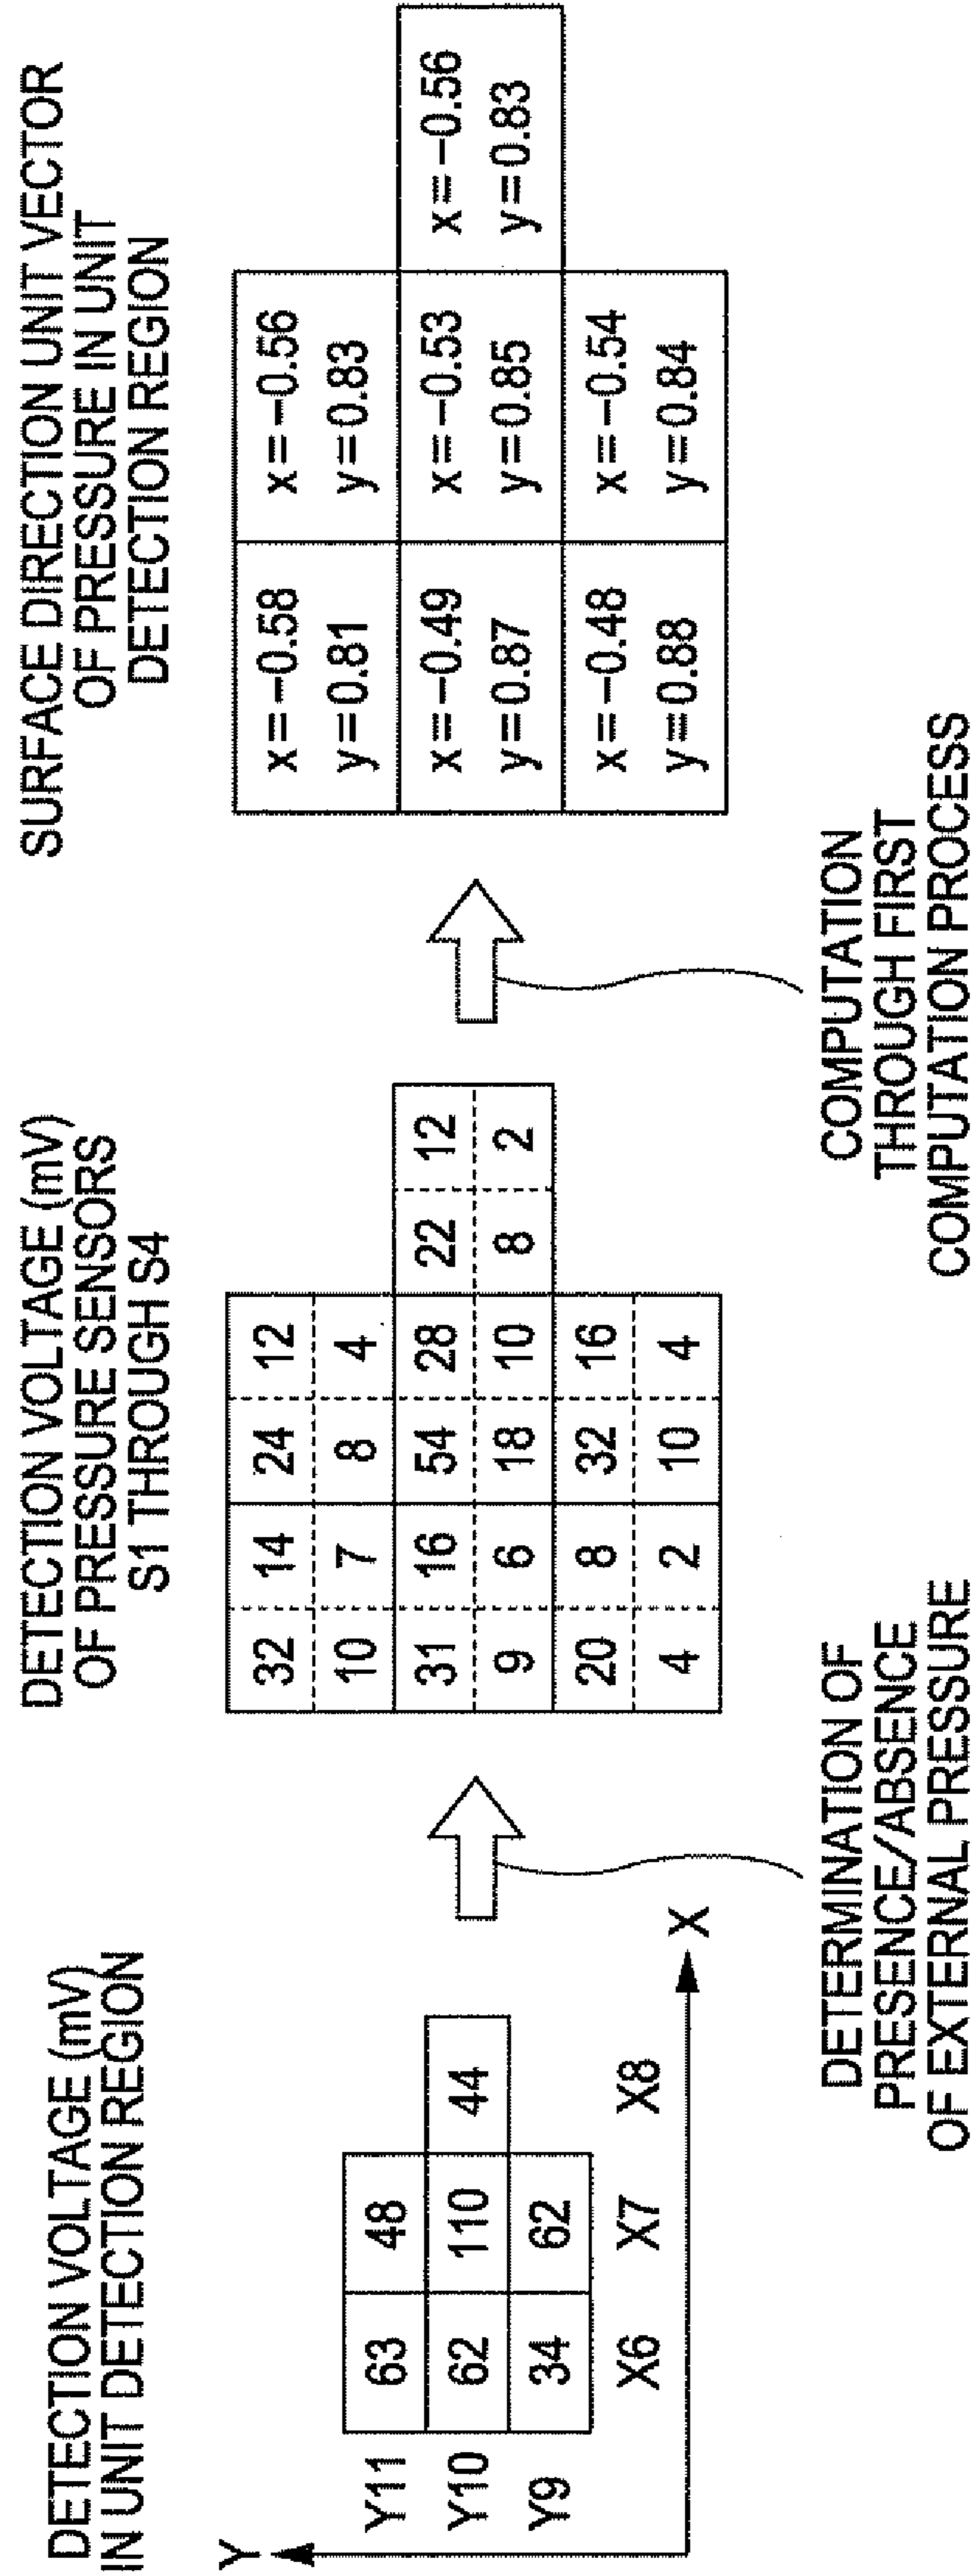 DETECTION VOLTAGE (mV)
IN UNIT DETECTION REGION
Y
Y11 63 48
Y10 62 110 44
Y9 34 62
X6 X7 X8
X
DETERMINATION OF
PRESENCE/ABSENCE
OF EXTERNAL PRESSURE
DETECTION VOLTAGE (mV)
OF PRESSURE SENSORS
S1 THROUGH S4
32 14 24 12
10 7 8 4
31 16 54 28 22 12
9 6 18 10 8 2
20 8 32 16
4 2 10 4
COMPUTATION
THROUGH FIRST
COMPUTATION PROCESS
SURFACE DIRECTION UNIT VECTOR
OF PRESSURE IN UNIT
DETECTION REGION
x=-0.58 x=-0.56
y=0.81 y=0.83
x=-0.49 x=-0.53 x=-0.56
y=0.87 y=0.85 y=0.83
x=-0.48 x=-0.54
y=0.88 y=0.84